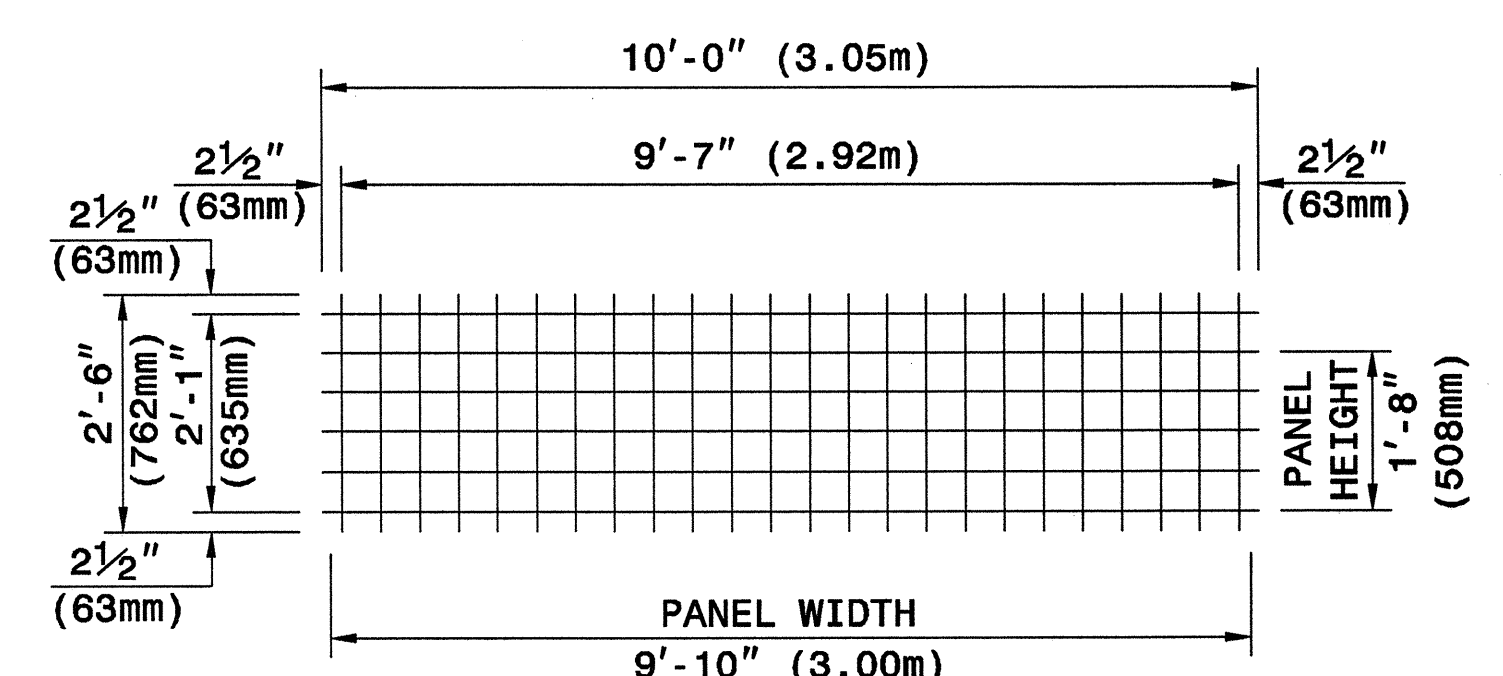 10'-0" (3.05m)
9'-7" (2.92m)
2½"
(63mm)
2½"
(63mm)
2½"
(63mm)
2'-6"
(762mm)
2'-1"
(635mm)
PANEL
HEIGHT
1'-8"
(508mm)
2½"
(63mm)
PANEL WIDTH
9'-10" (3.00m)